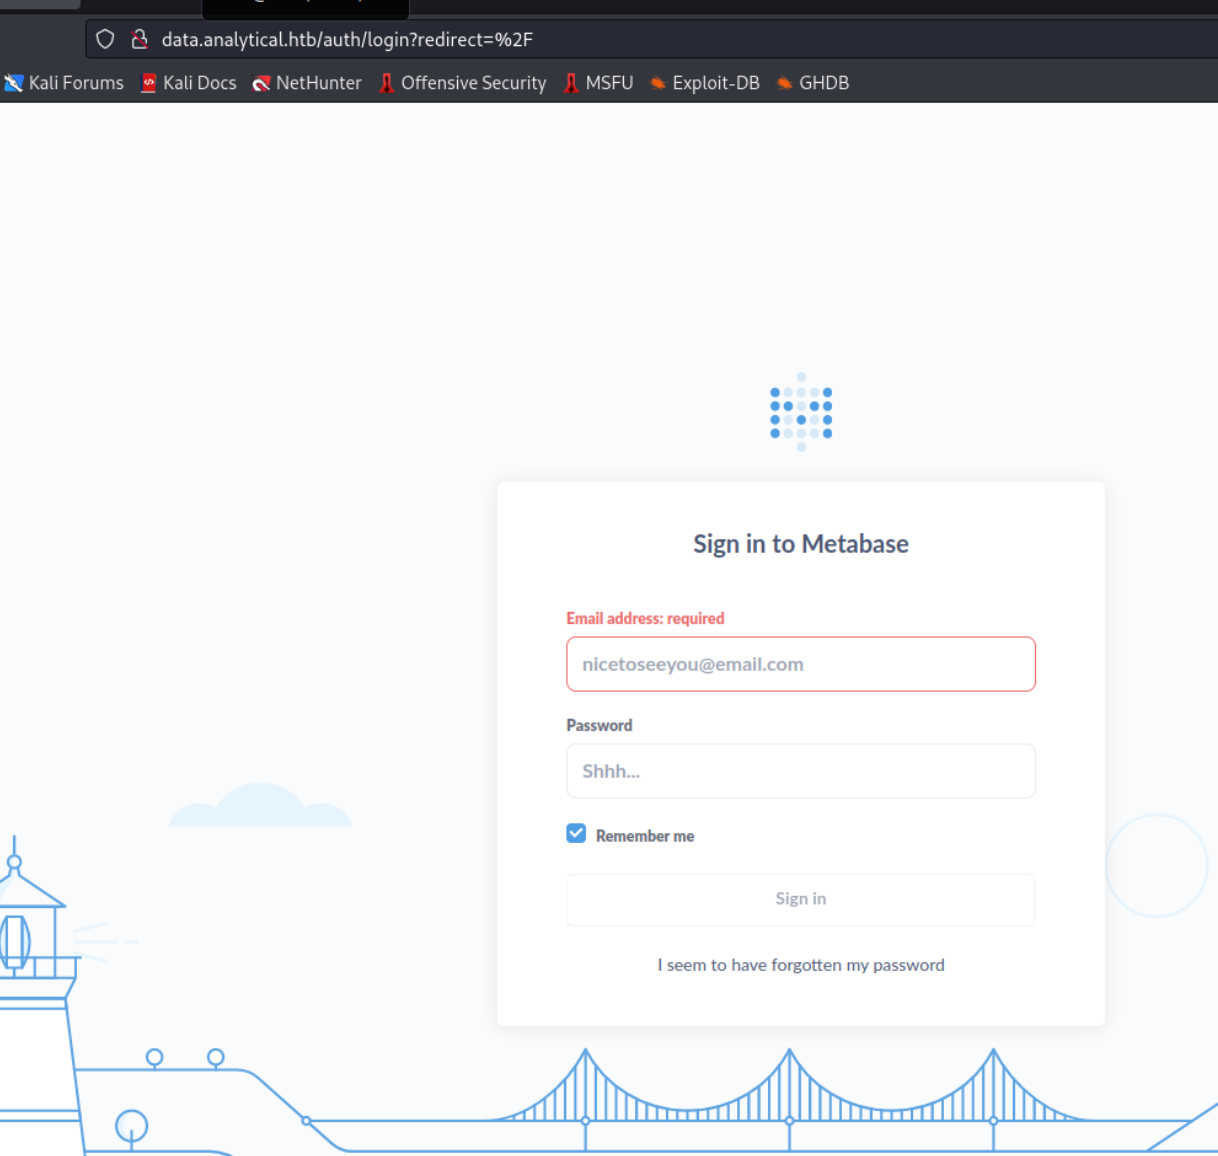 data.analytical.htb/auth/login?redirect=%2F
Kali Forums Kali Docs NetHunter Offensive Security MSFU Exploit-DB GHDB
Sign in to Metabase
Email address: required
nicetoseeyou@email.com
Password
Shhh...
Remember me
Sign in
I seem to have forgotten my password